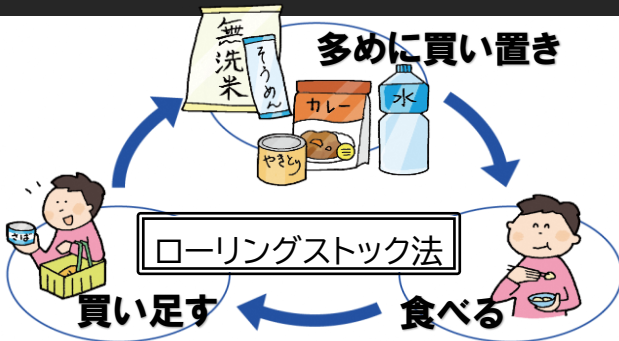 多めに買い置き
無洗米
そうめん
カレー
水
やきとり
さば
ローリングストック法
買い足す
食べる